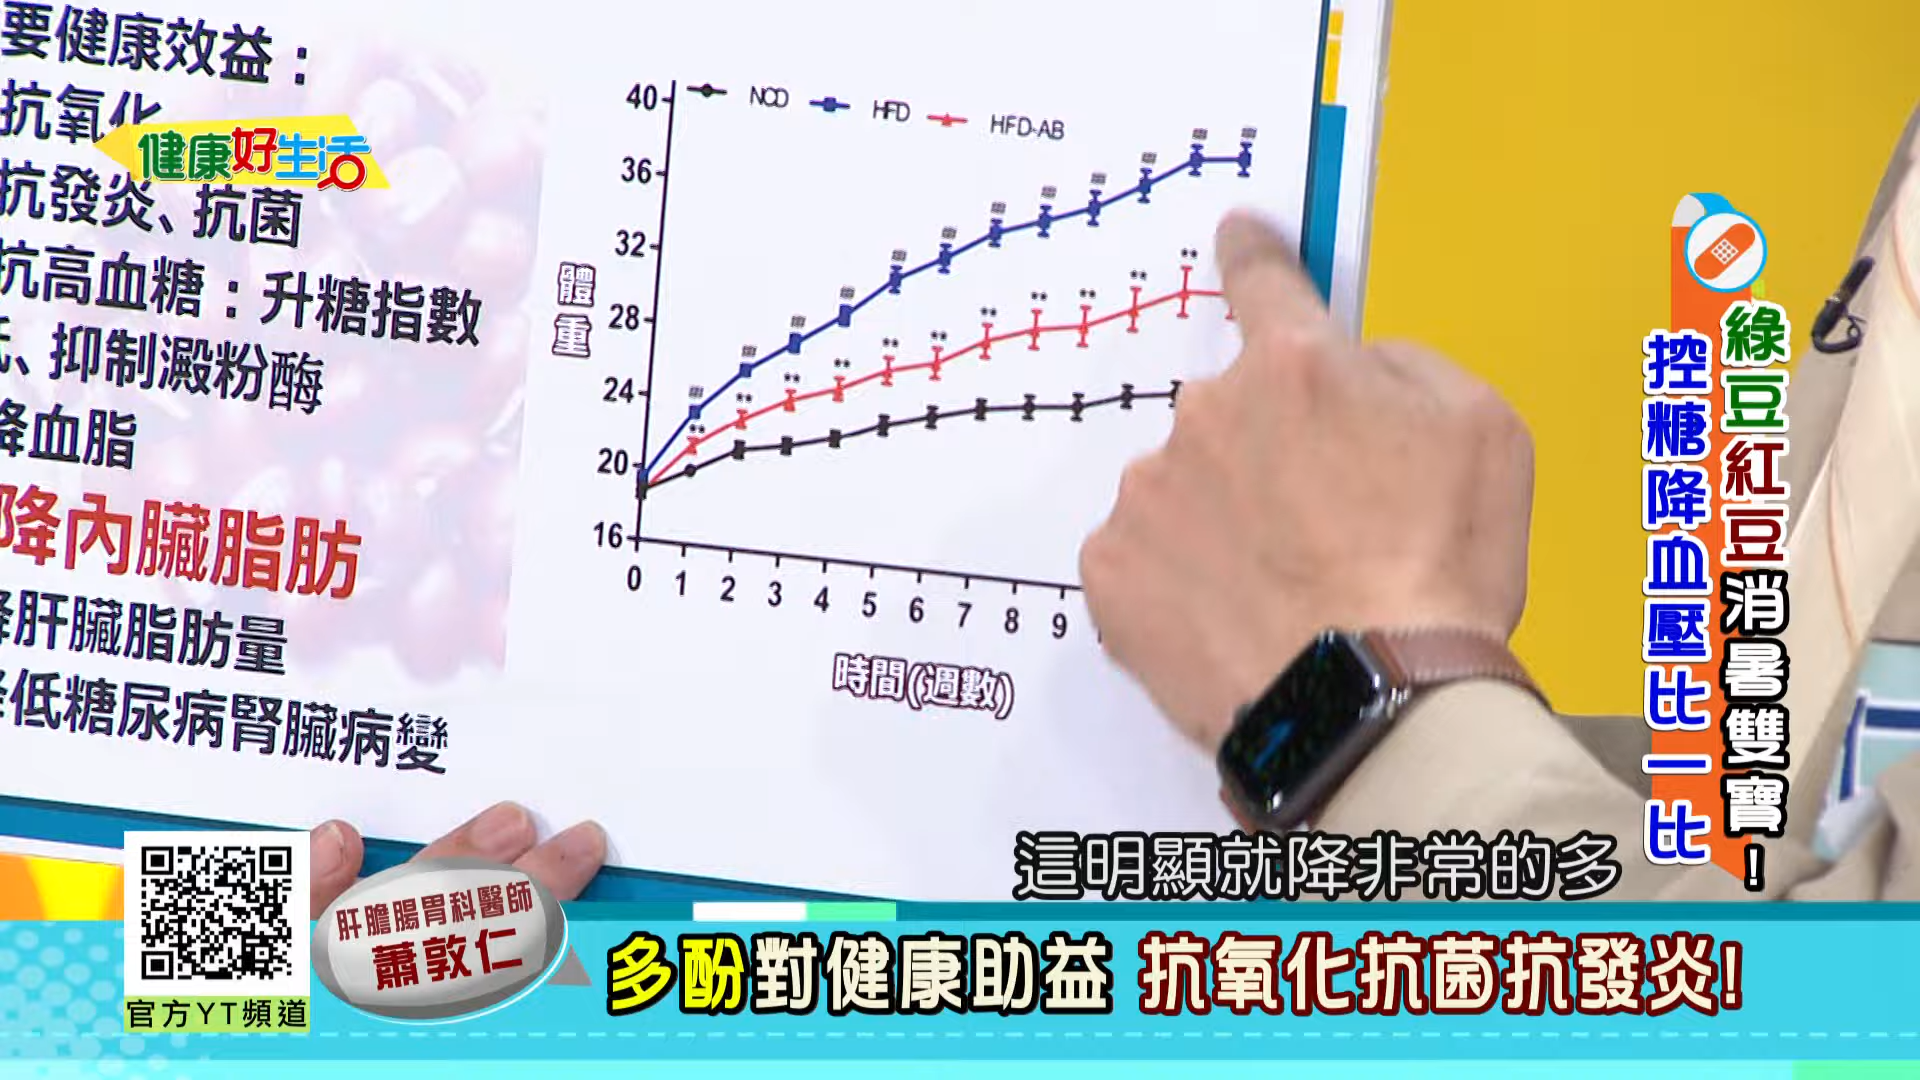 要健康效益：
抗氧化
抗發炎、抗菌
抗高血糖：升糖指數
、抑制澱粉酶
降血脂
降內臟脂肪
降肝臟脂肪量
降低糖尿病腎臟病變
健康好生活
NCD HFD HFD-AB
40
36
32
28
24
20
16
體重
0 1 2 3 4 5 6 7 8 9
時間(週數)
綠豆紅豆消暑雙寶！
控糖降血壓比一比
這明顯就降非常的多
肝膽腸胃科醫師
蕭敦仁
多酚對健康助益 抗氧化抗菌抗發炎!
官方YT頻道